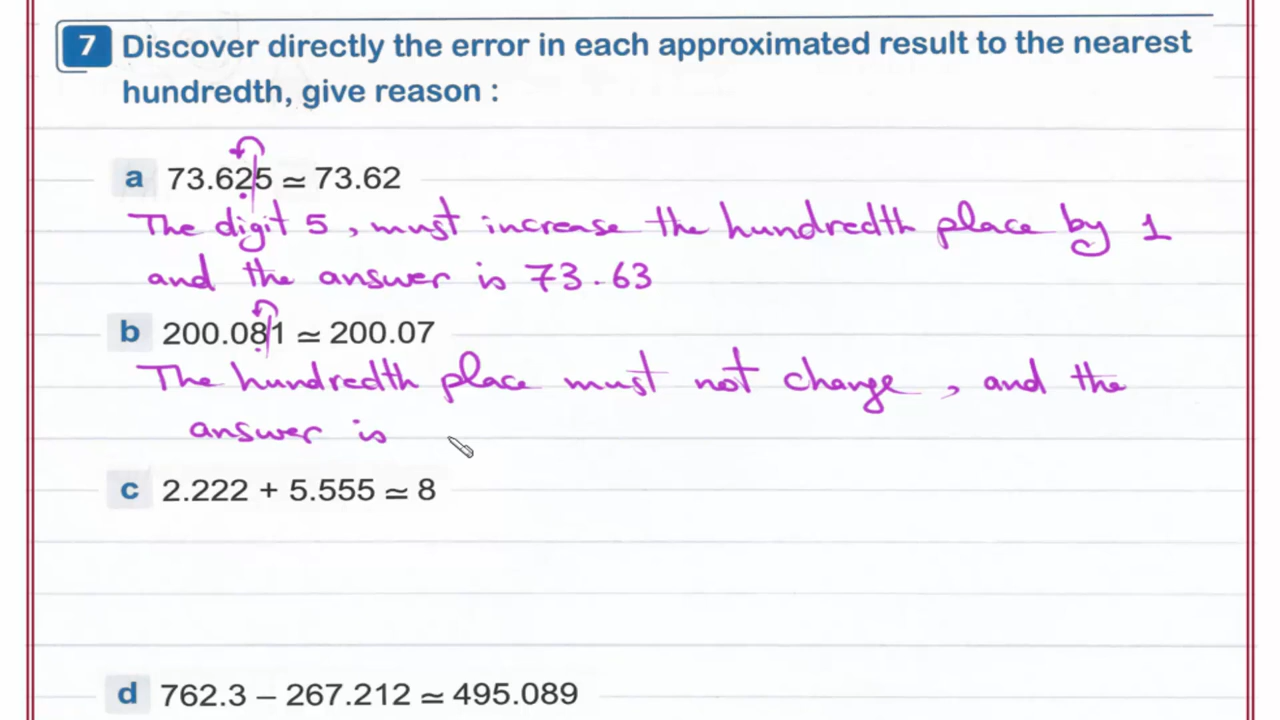 7 Discover directly the error in each approximated result to the nearest
hundredth, give reason :
a 73.625 ≃ 73.62
The digit 5, must increase the hundredth place by 1
and the answer is 73.63
b 200.081 ≃ 200.07
The hundredth place must not change, and the
answer is
c 2.222 + 5.555 ≃ 8
d 762.3 – 267.212 ≃ 495.089